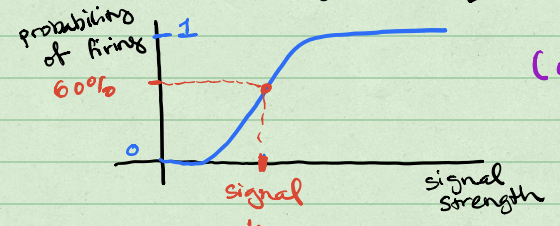 probability
of firing
1
60%
0
signal
signal
strength